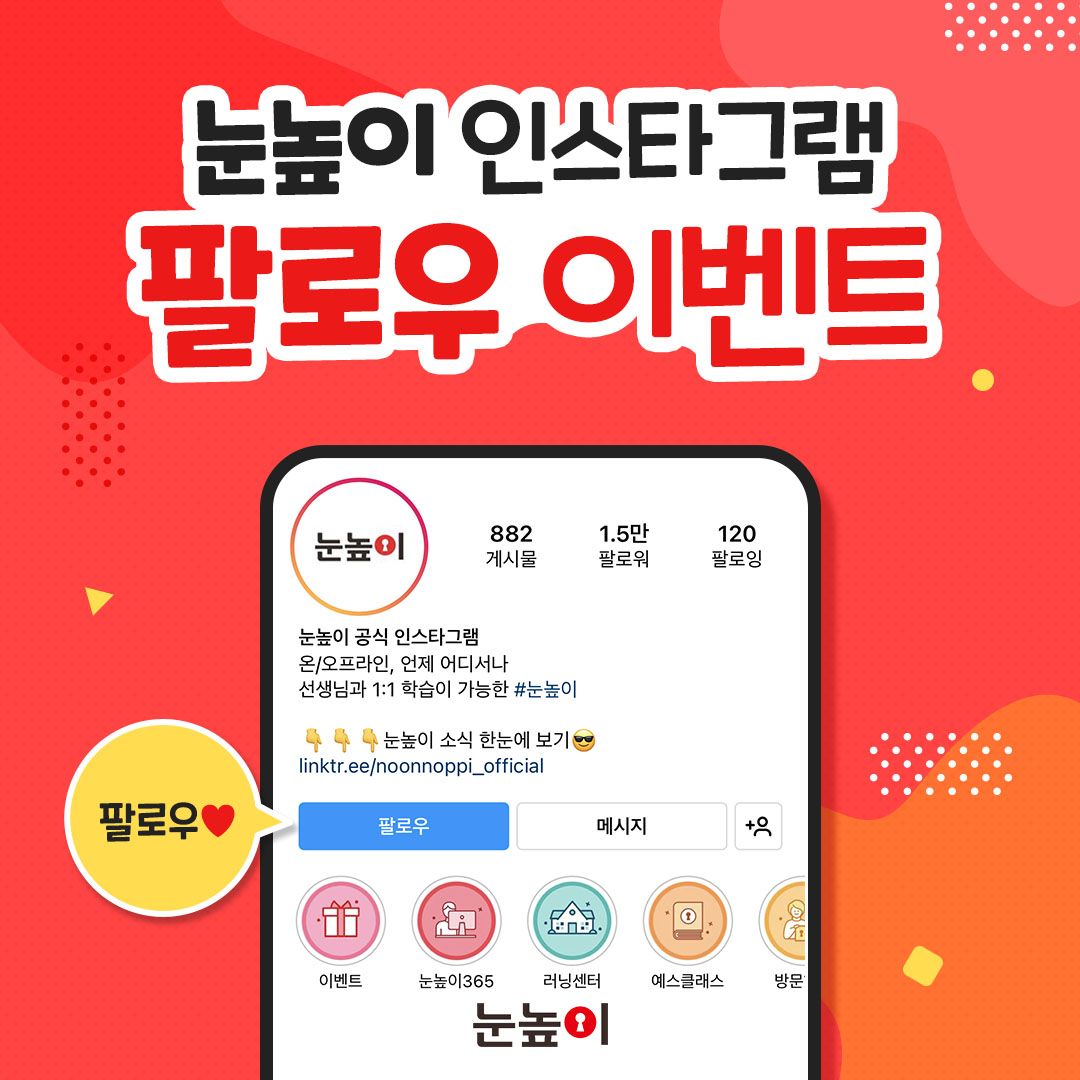 눈높이 인스타그램
팔로우 이벤트
눈높이
882
게시물
1.5만
팔로워
120
팔로잉
눈높이 공식 인스타그램
온/오프라인, 언제 어디서나
선생님과 1:1 학습이 가능한 #눈높이
👇👇👇눈높이 소식 한눈에 보기😎
linktr.ee/noonnoppi_official
팔로우❤
팔로우
메시지
이벤트
눈높이365
러닝센터
예스클래스
방문
눈높이